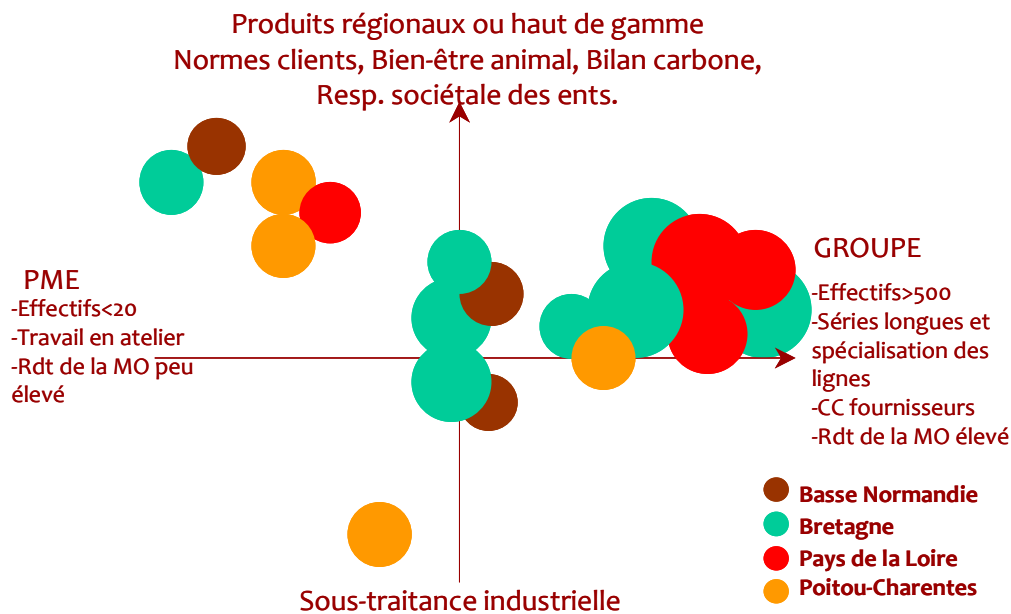 Produits régionaux ou haut de gamme
Normes clients, Bien-être animal, Bilan carbone,
Resp. sociétale des ents.
PME
-Effectifs<20
-Travail en atelier
-Rdt de la MO peu
élevé
GROUPE
-Effectifs>500
-Séries longues et
spécialisation des
lignes
-CC fournisseurs
-Rdt de la MO élevé
Basse Normandie
Bretagne
Pays de la Loire
Poitou-Charentes
Sous-traitance industrielle